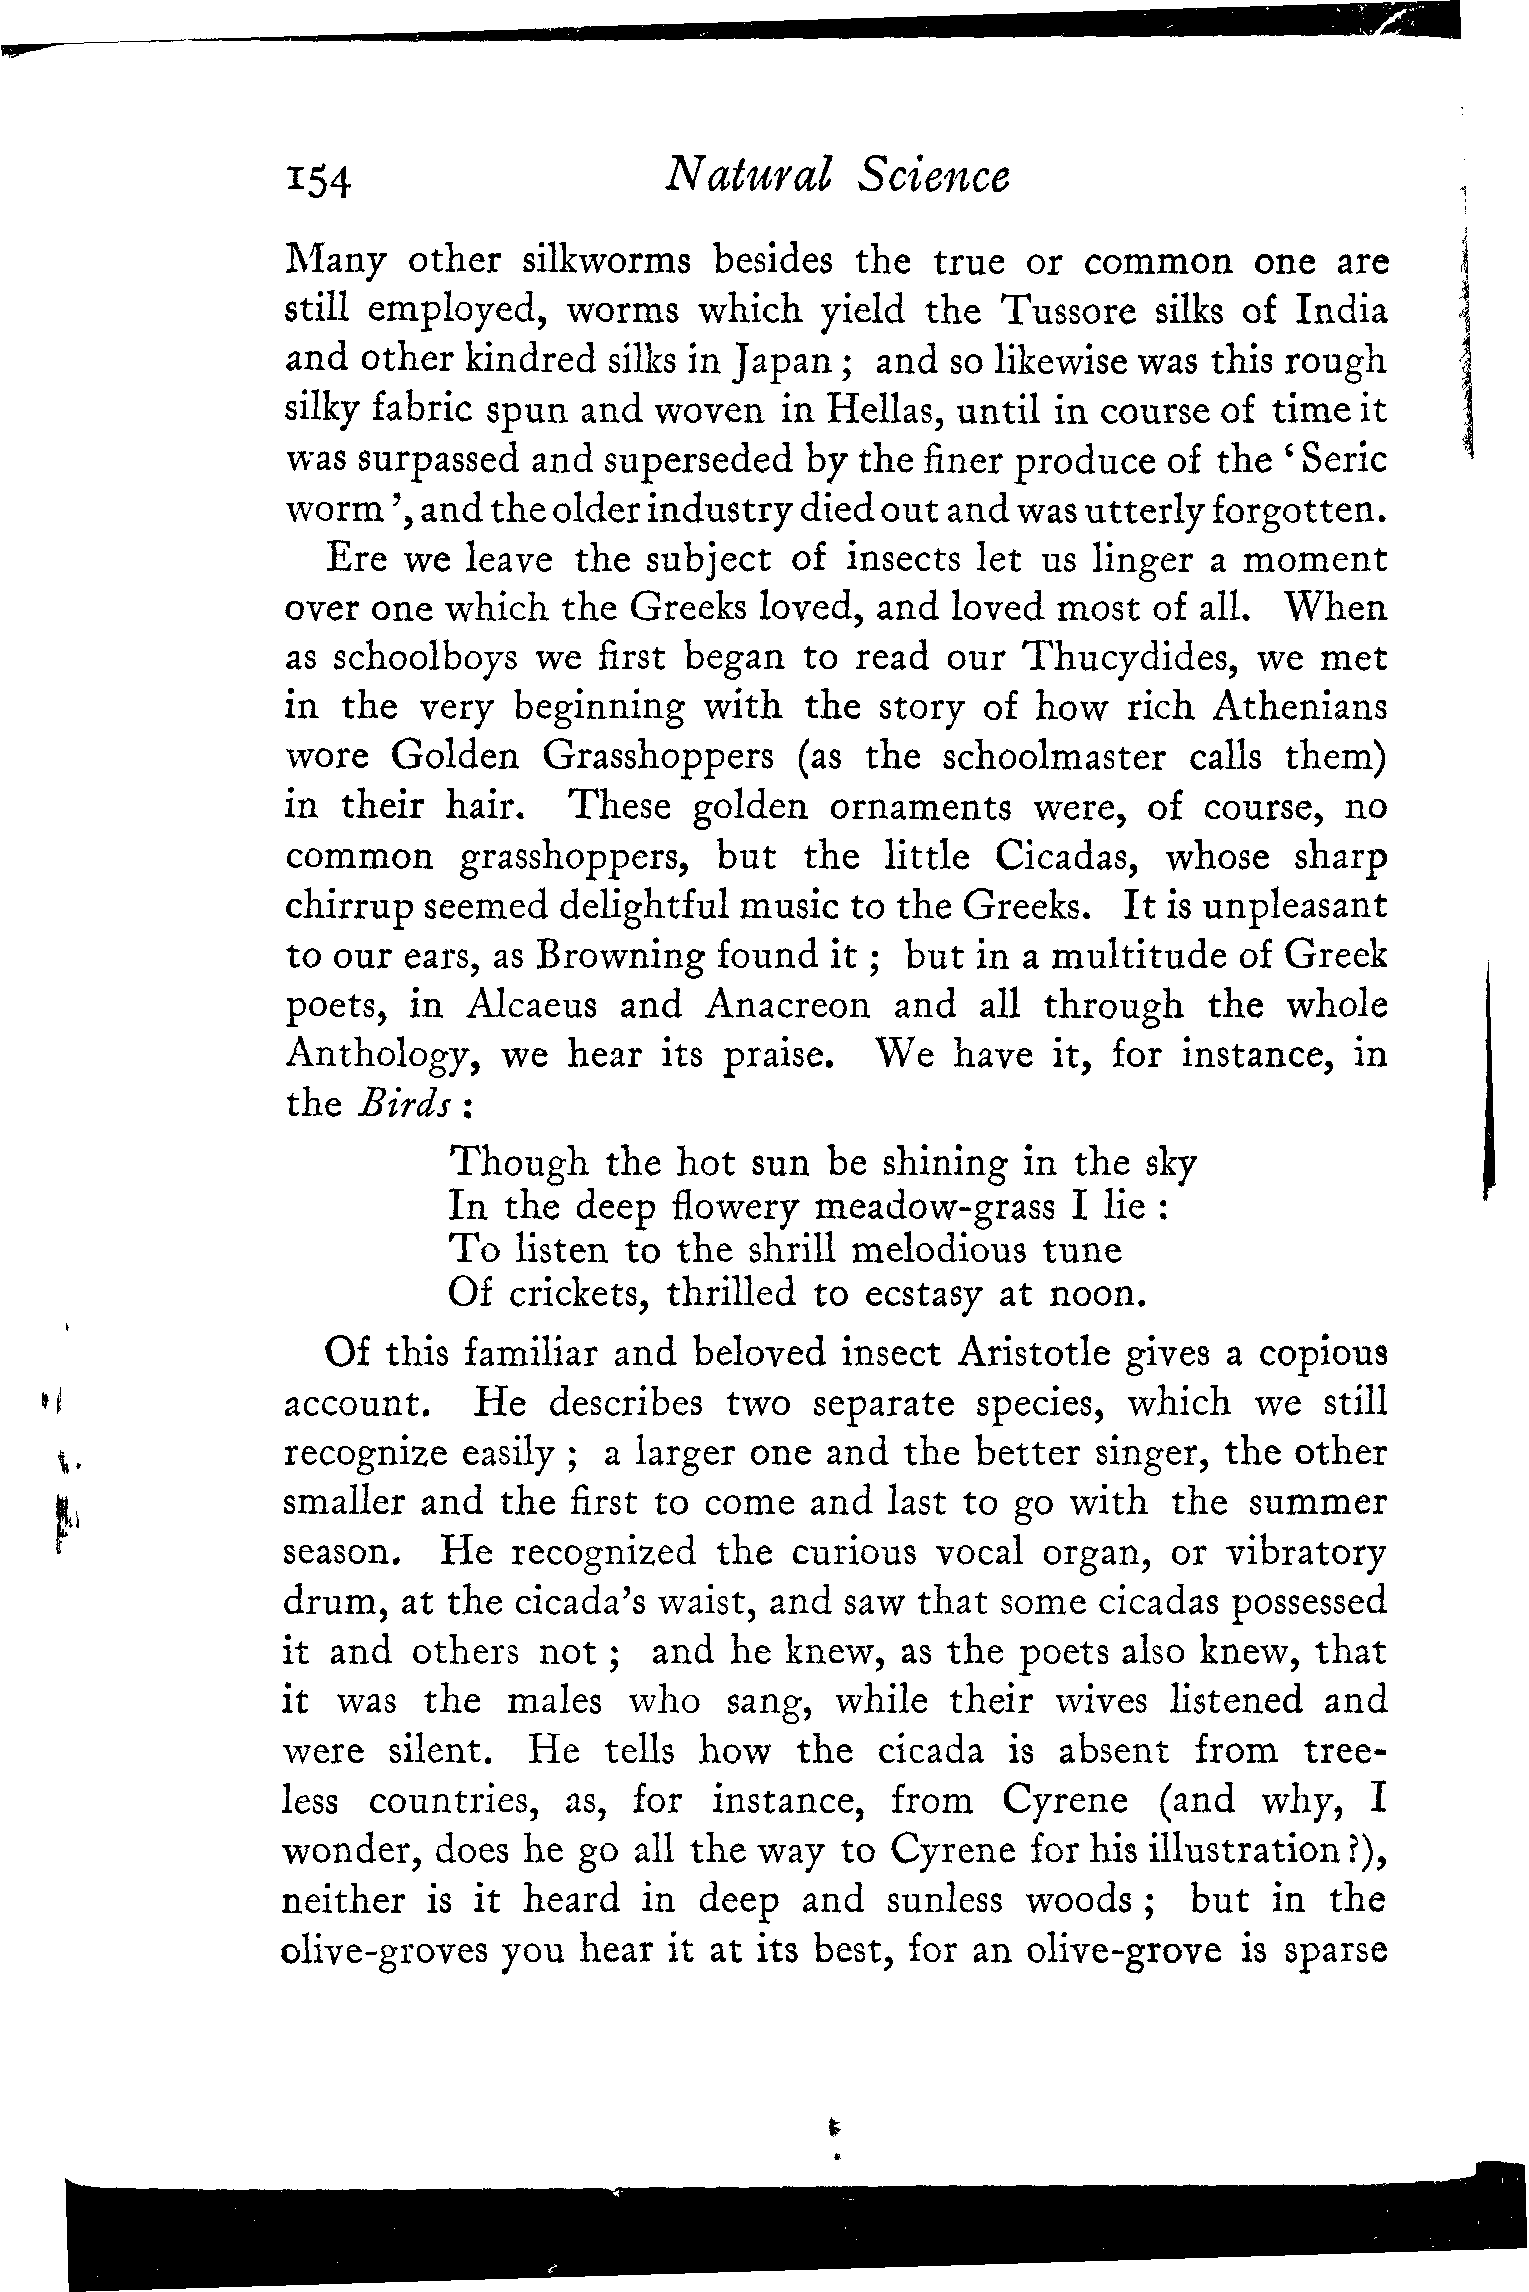 154 Natural Science
Many other silkworms besides the true or common one are
still employed, worms which yield the Tussore silks of India
and other kindred silks in Japan ; and so likewise was this rough
silky fabric spun and woven in Hellas, until in course of time it
was surpassed and superseded by the finer produce of the ‘ Seric
worm ’, and the older industry died out and was utterly forgotten.
Ere we leave the subject of insects let us linger a moment
over one which the Greeks loved, and loved most of all. When
as schoolboys we first began to read our Thucydides, we met
in the very beginning with the story of how rich Athenians
wore Golden Grasshoppers (as the schoolmaster calls them)
in their hair. These golden ornaments were, of course, no
common grasshoppers, but the little Cicadas, whose sharp
chirrup seemed delightful music to the Greeks. It is unpleasant
to our ears, as Browning found it ; but in a multitude of Greek
poets, in Alcaeus and Anacreon and all through the whole
Anthology, we hear its praise. We have it, for instance, in
the Birds :
Though the hot sun be shining in the sky
In the deep flowery meadow-grass I lie :
To listen to the shrill melodious tune
Of crickets, thrilled to ecstasy at noon.
Of this familiar and beloved insect Aristotle gives a copious
account. He describes two separate species, which we still
recognize easily ; a larger one and the better singer, the other
smaller and the first to come and last to go with the summer
season. He recognized the curious vocal organ, or vibratory
drum, at the cicada’s waist, and saw that some cicadas possessed
it and others not ; and he knew, as the poets also knew, that
it was the males who sang, while their wives listened and
were silent. He tells how the cicada is absent from tree-
less countries, as, for instance, from Cyrene (and why, I
wonder, does he go all the way to Cyrene for his illustration ?),
neither is it heard in deep and sunless woods ; but in the
olive-groves you hear it at its best, for an olive-grove is sparse